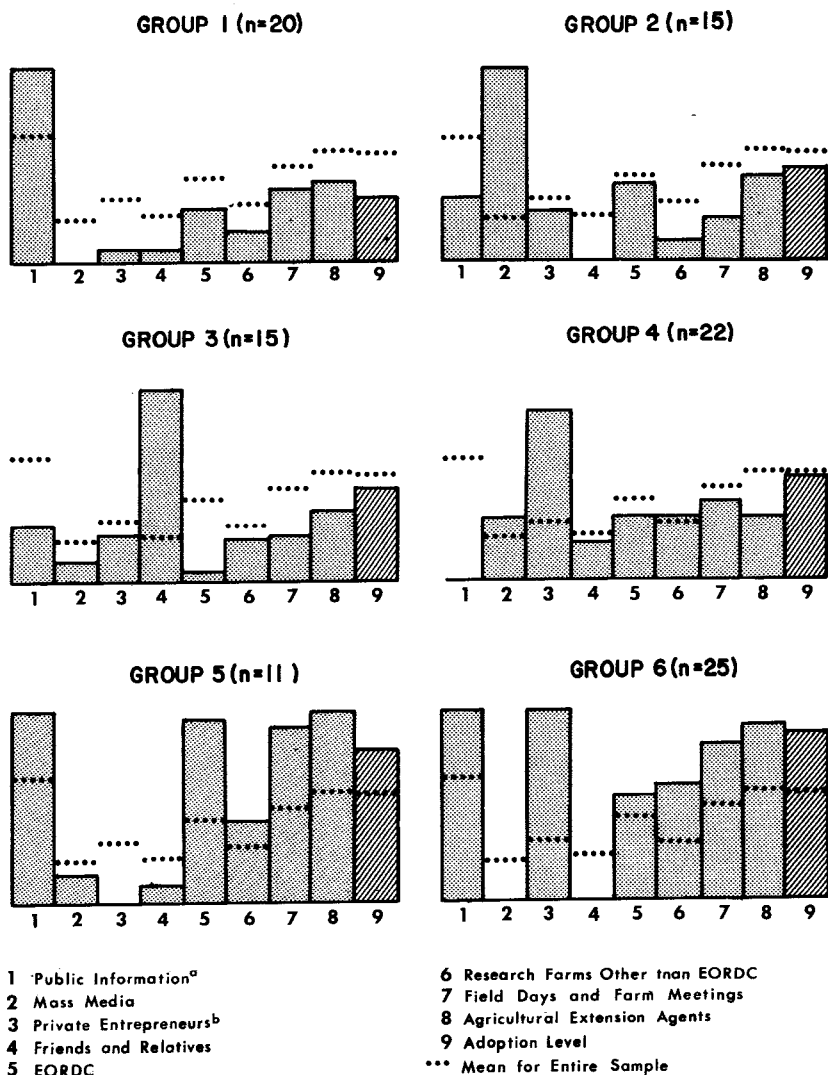 GROUP 1 (n=20)
GROUP 2 (n=15)
1 2 3 4 5 6 7 8 9
1 2 3 4 5 6 7 8 9
GROUP 3 (n=15)
GROUP 4 (n=22)
1 2 3 4 5 6 7 8 9
1 2 3 4 5 6 7 8 9
GROUP 5 (n=11)
GROUP 6 (n=25)
1 2 3 4 5 6 7 8 9
1 2 3 4 5 6 7 8 9
1 Public Informationᵃ
2 Mass Media
3 Private Entrepreneursᵇ
4 Friends and Relatives
5 EORDC
6 Research Farms Other tnan EORDC
7 Field Days and Farm Meetings
8 Agricultural Extension Agents
9 Adoption Level
••• Mean for Entire Sample